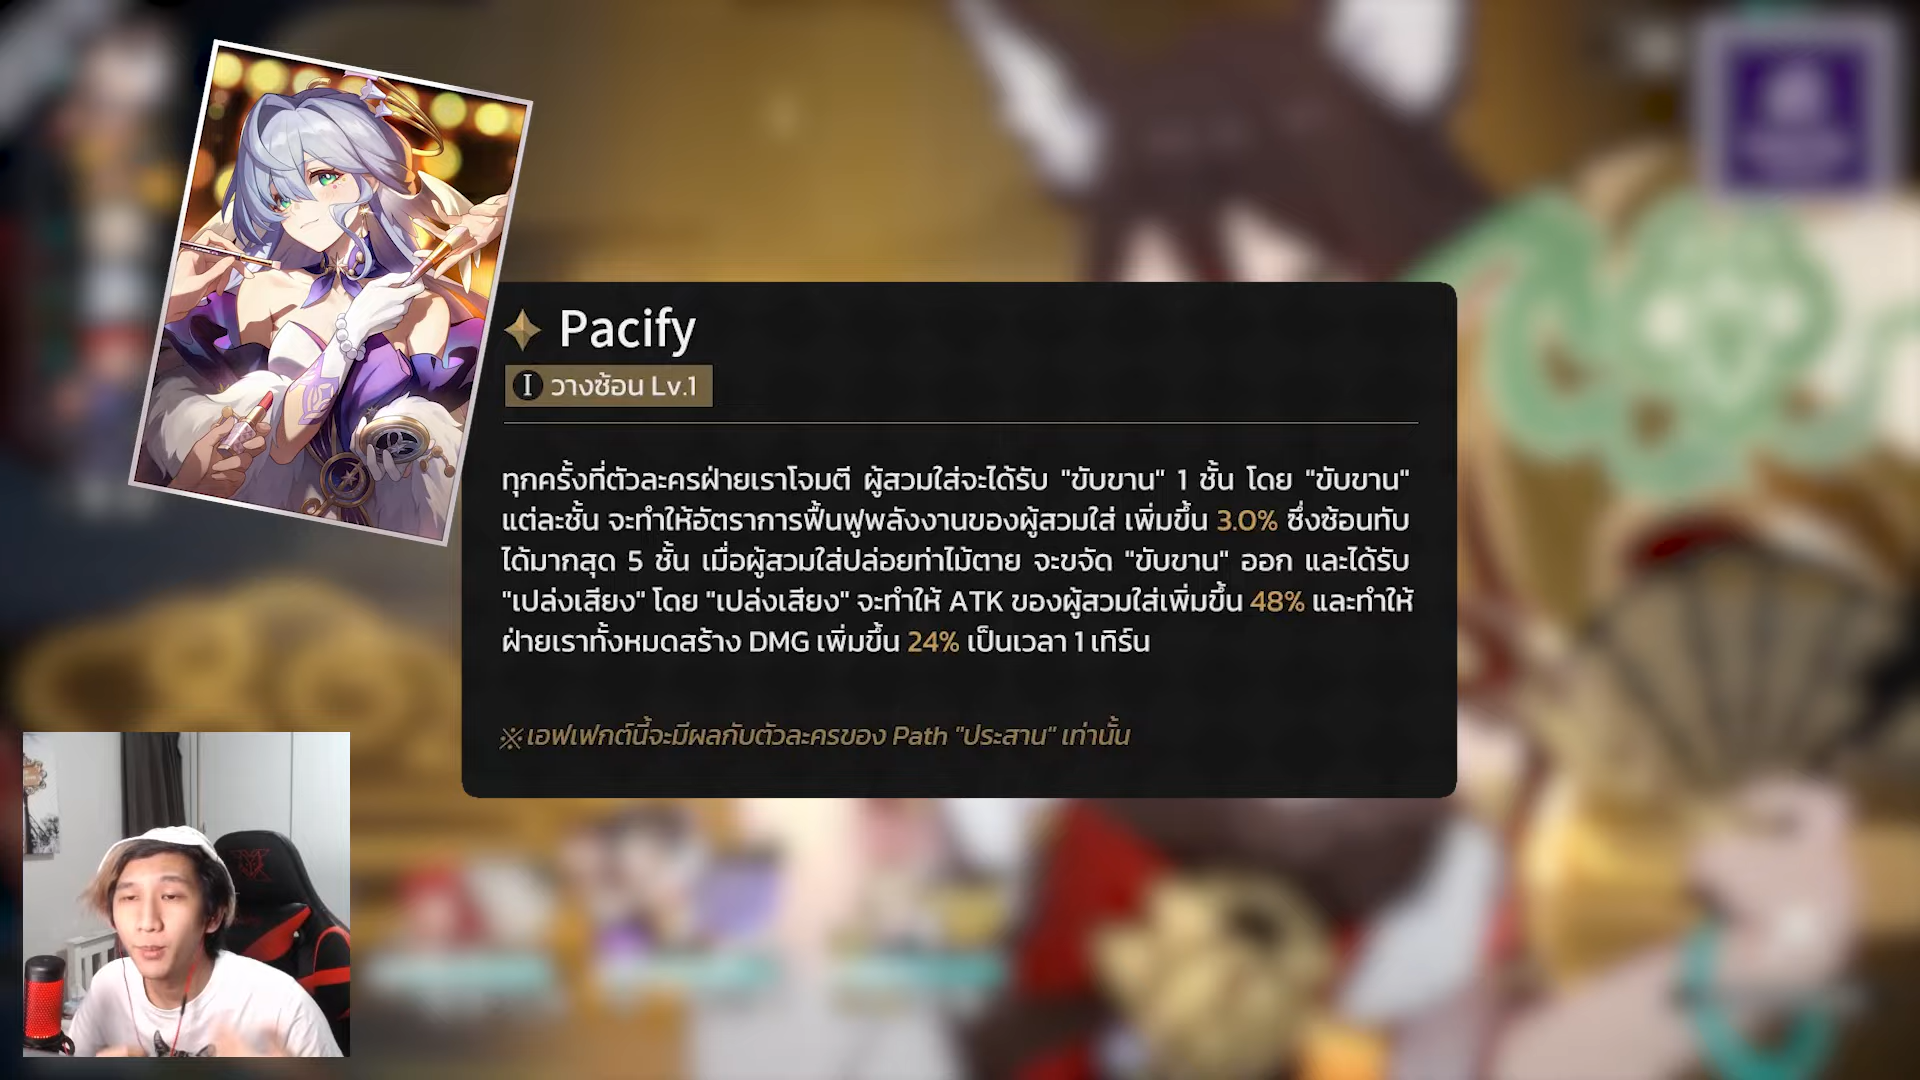 Pacify
I วางซ้อน Lv.1
ทุกครั้งที่ตัวละครฝ่ายเราโจมตี ผู้สวมใส่จะได้รับ "ขับขาน" 1 ชั้น โดย "ขับขาน"
แต่ละชั้น จะทำให้อัตราการฟื้นฟูพลังงานของผู้สวมใส่ เพิ่มขึ้น 3.0% ซึ่งซ้อนทับ
ได้มากสุด 5 ชั้น เมื่อผู้สวมใส่ปล่อยท่าไม้ตาย จะขจัด "ขับขาน" ออก และได้รับ
"เปล่งเสียง" โดย "เปล่งเสียง" จะทำให้ ATK ของผู้สวมใส่เพิ่มขึ้น 48% และทำให้
ฝ่ายเราทั้งหมดสร้าง DMG เพิ่มขึ้น 24% เป็นเวลา 1 เทิร์น
※เอฟเฟกต์นี้จะมีผลกับตัวละครของ Path "ประสาน" เท่านั้น